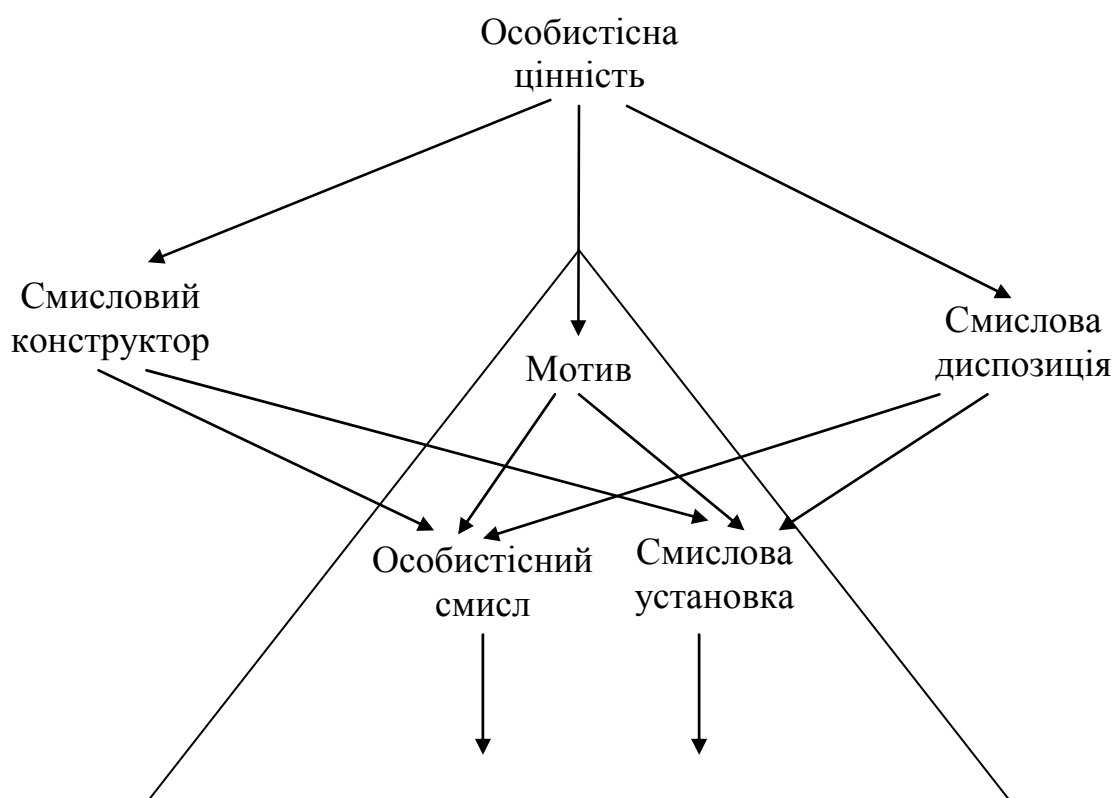 Особистісна
цінність
Смисловий
конструктор
Мотив
Смислова
диспозиція
Особистісний
смисл
Смислова
установка